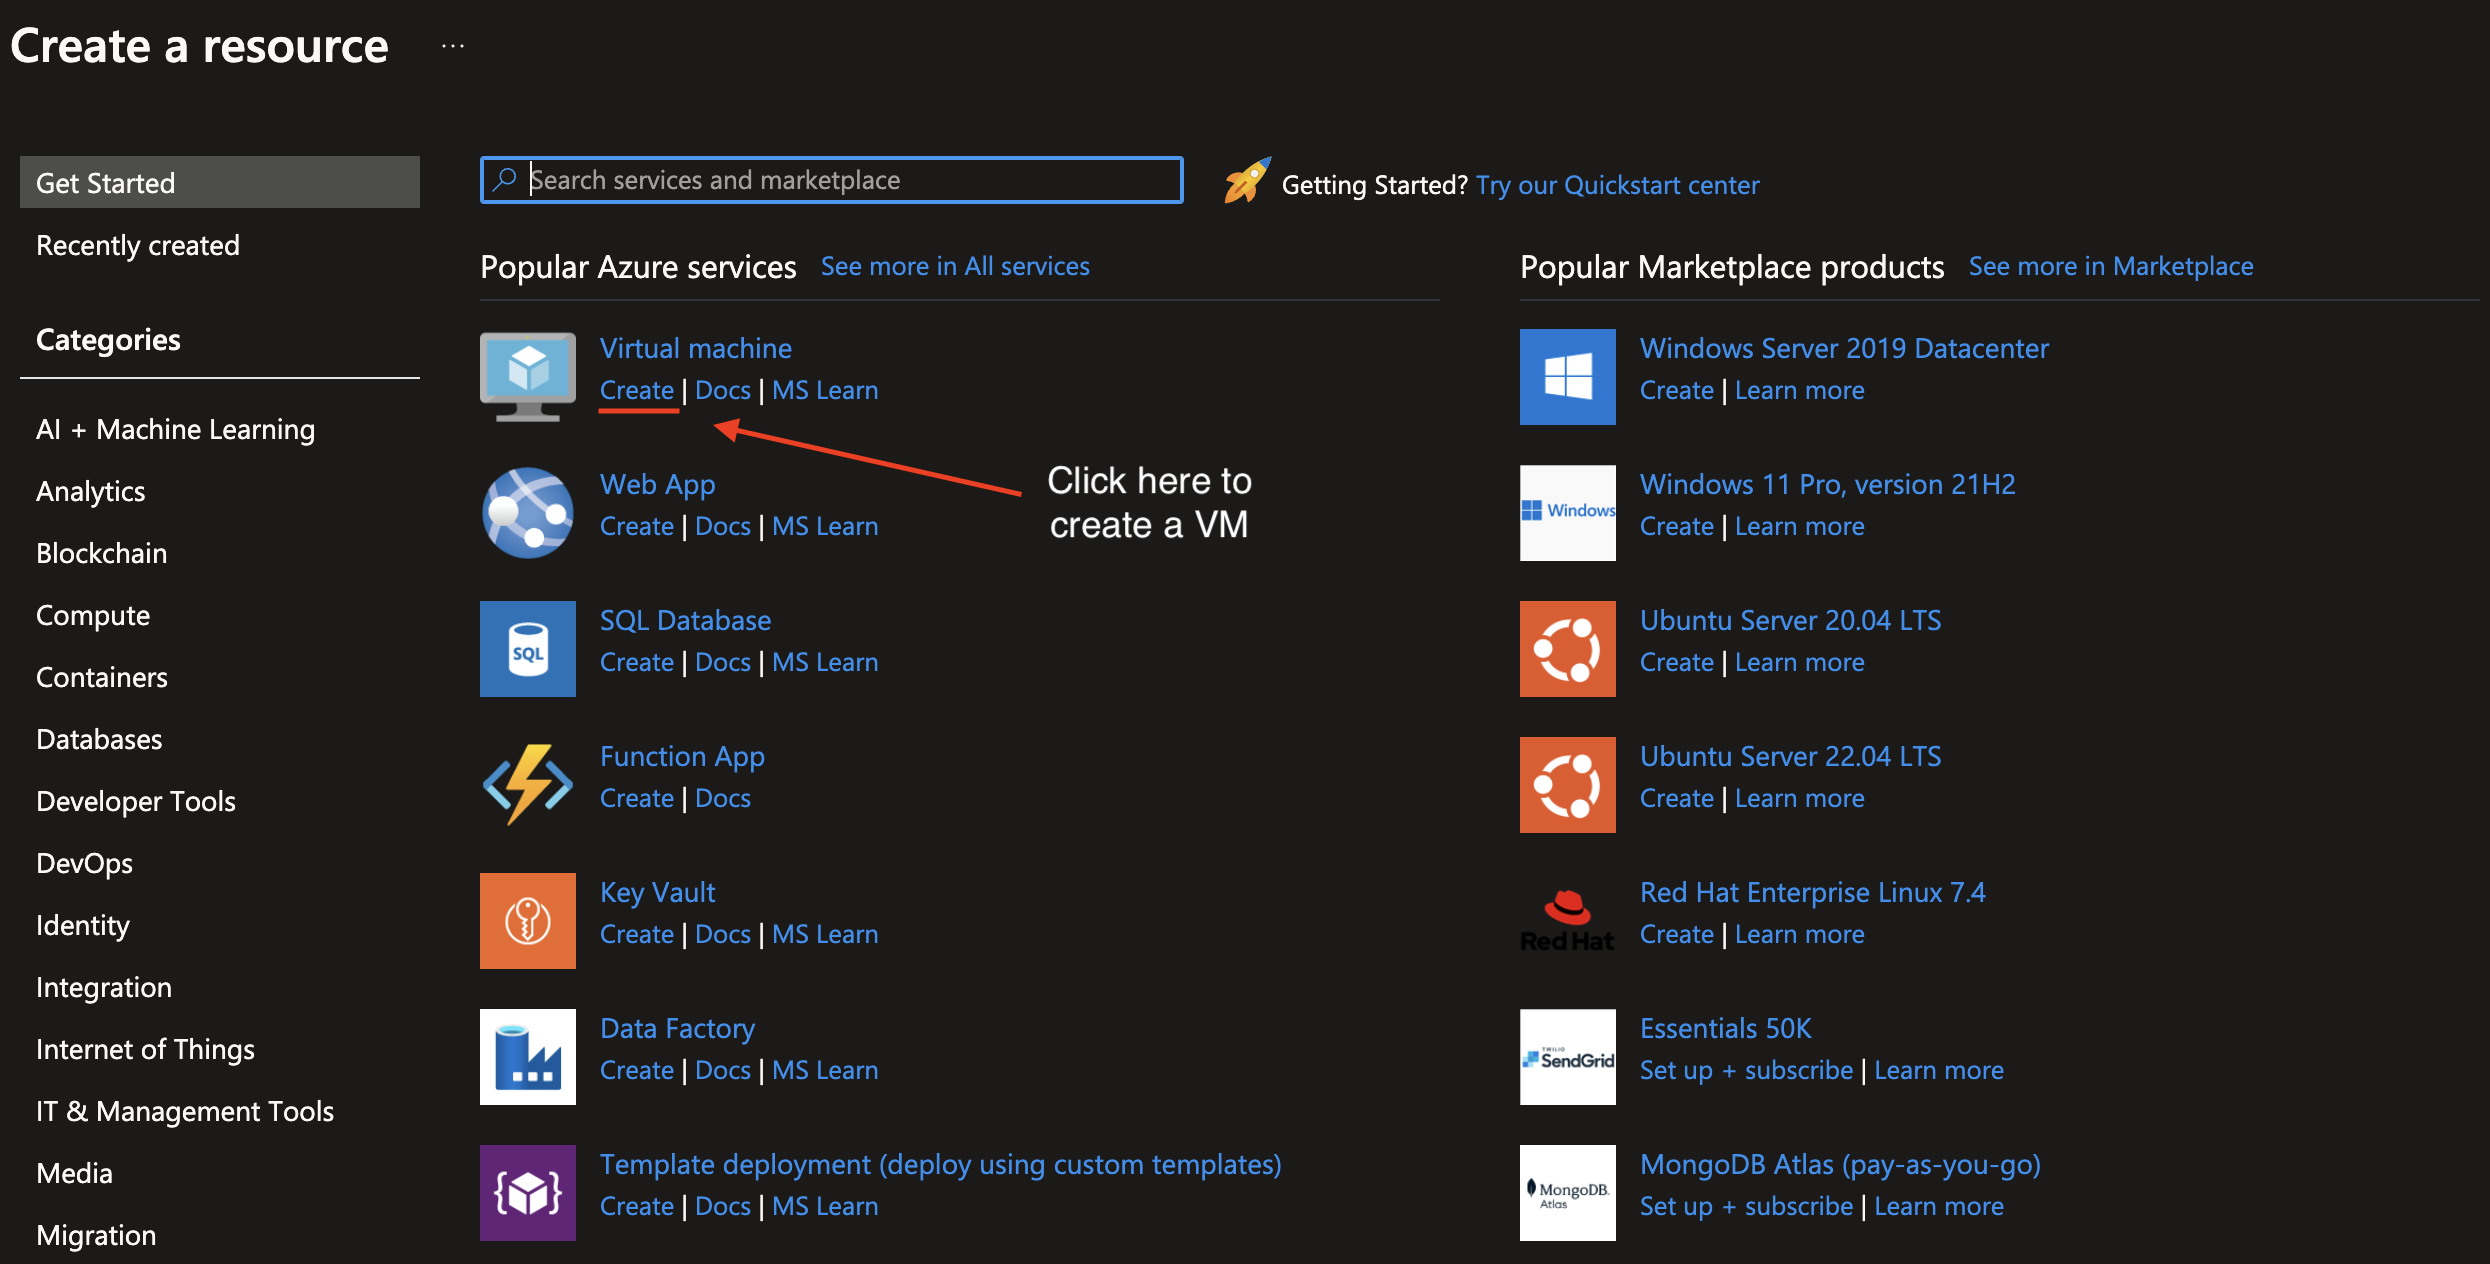 Create a resource ...
Get Started
Recently created
Categories
AI + Machine Learning
Analytics
Blockchain
Compute
Containers
Databases
Developer Tools
DevOps
Identity
Integration
Internet of Things
IT & Management Tools
Media
Migration
Search services and marketplace
Getting Started? Try our Quickstart center
Popular Azure services See more in All services
Virtual machine
Create | Docs | MS Learn
Click here to
create a VM
Web App
Create | Docs | MS Learn
SQL
SQL Database
Create | Docs | MS Learn
Function App
Create | Docs
Key Vault
Create | Docs | MS Learn
Data Factory
Create | Docs | MS Learn
Template deployment (deploy using custom templates)
Create | Docs | MS Learn
Popular Marketplace products See more in Marketplace
Windows Server 2019 Datacenter
Create | Learn more
Windows
Windows 11 Pro, version 21H2
Create | Learn more
Ubuntu Server 20.04 LTS
Create | Learn more
Ubuntu Server 22.04 LTS
Create | Learn more
Red Hat
Red Hat Enterprise Linux 7.4
Create | Learn more
TWILIO
SendGrid
Essentials 50K
Set up + subscribe | Learn more
MongoDB.
Atlas
MongoDB Atlas (pay-as-you-go)
Set up + subscribe | Learn more